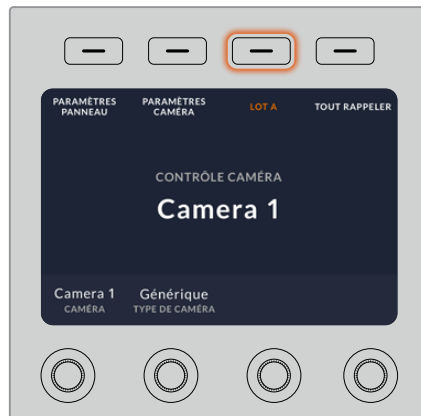 PARAMÈTRES PANNEAU
PARAMÈTRES CAMÉRA
LOT A
TOUT RAPPELER
CONTRÔLE CAMÉRA
Camera 1
Camera 1
CAMÉRA
Générique
TYPE DE CAMÉRA